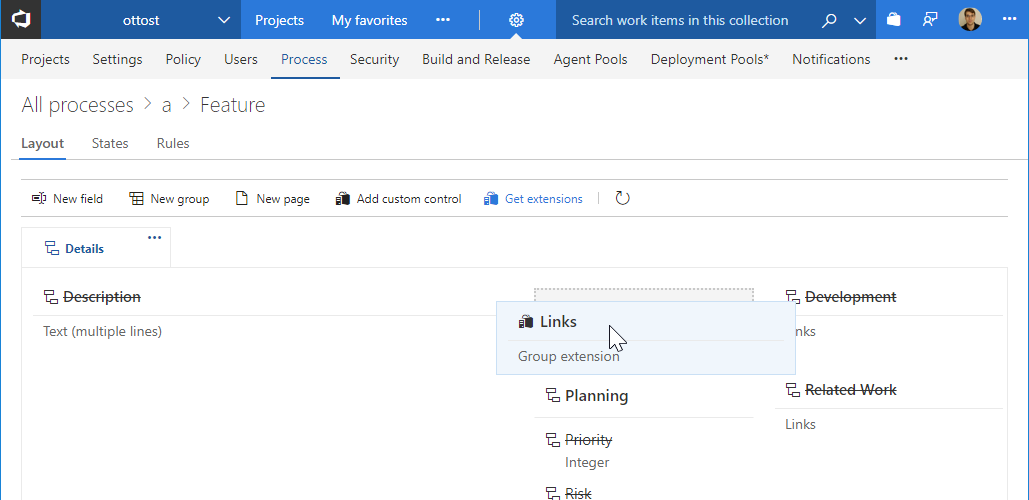 ottost Projects My favorites ••• Search work items in this collection •••
Projects Settings Policy Users Process Security Build and Release Agent Pools Deployment Pools* Notifications •••
All processes > a > Feature
Layout States Rules
New field New group New page Add custom control Get extensions
Details •••
Description
Text (multiple lines)
Links
Group extension
Planning
Priority
Integer
Risk
Development
Related Work
Links